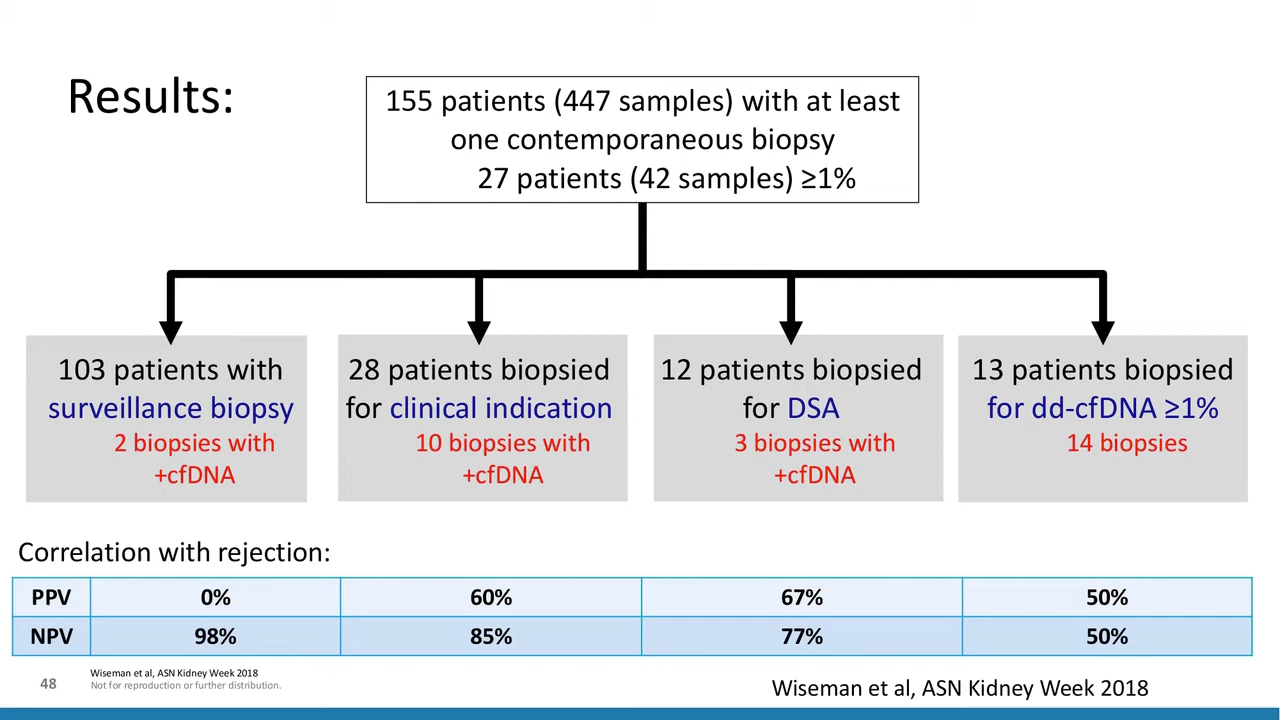 Results:
155 patients (447 samples) with at least
one contemporaneous biopsy
27 patients (42 samples) ≥1%
103 patients with
surveillance biopsy
2 biopsies with
+cfDNA
28 patients biopsied
for clinical indication
10 biopsies with
+cfDNA
12 patients biopsied
for DSA
3 biopsies with
+cfDNA
13 patients biopsied
for dd-cfDNA ≥1%
14 biopsies
Correlation with rejection:
PPV 0% 60% 67% 50%
NPV 98% 85% 77% 50%
48
Wiseman et al, ASN Kidney Week 2018
Not for reproduction or further distribution.
Wiseman et al, ASN Kidney Week 2018